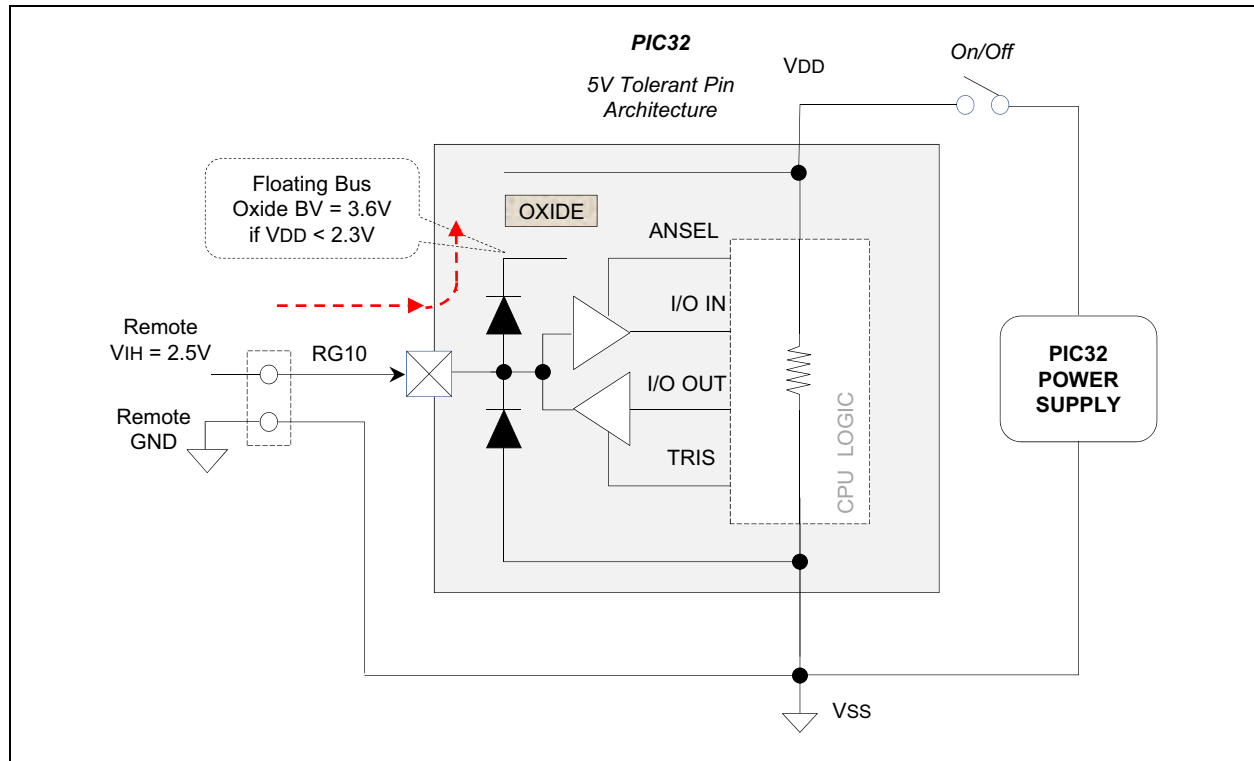 PIC32
5V Tolerant Pin
Architecture
VDD
On/Off
Floating Bus
Oxide BV = 3.6V
if VDD < 2.3V
OXIDE
ANSEL
I/O IN
I/O OUT
TRIS
CPU LOGIC
Remote
VIH = 2.5V
RG10
Remote
GND
PIC32
POWER
SUPPLY
VSS